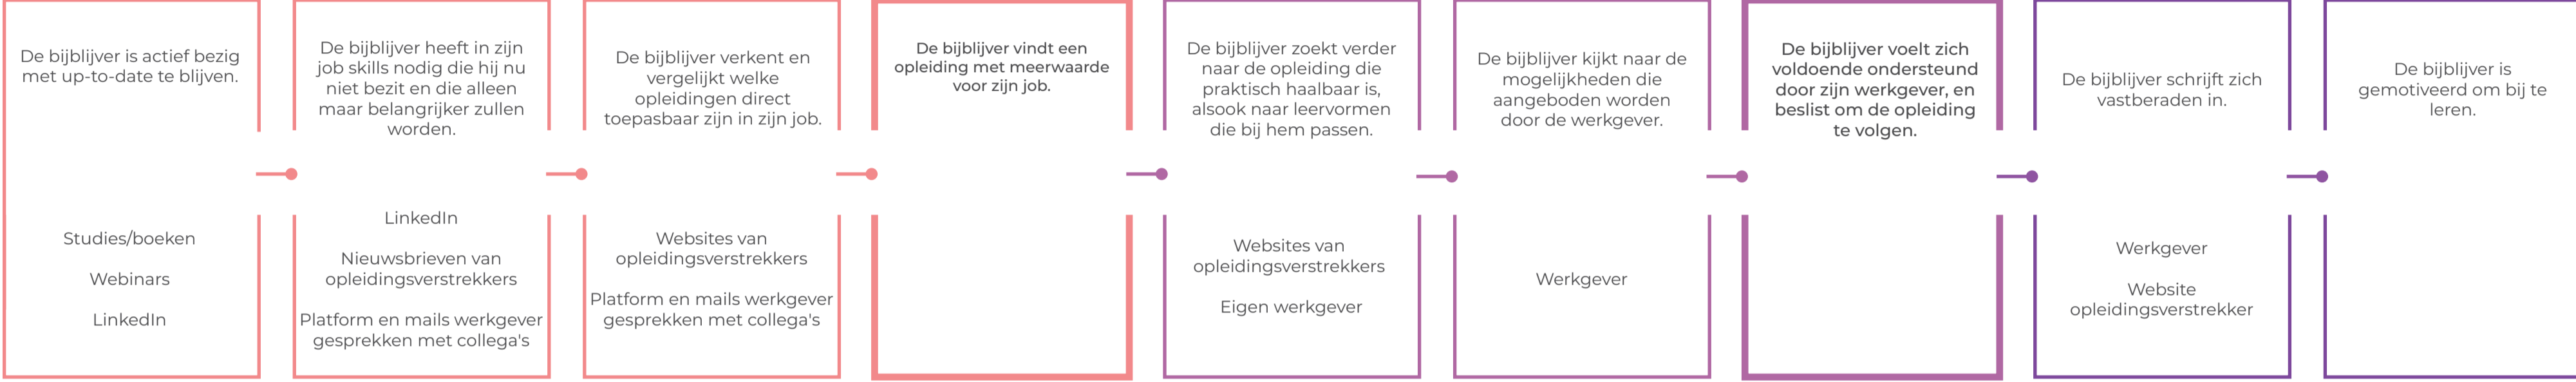 De bijblijver is actief bezig
met up-to-date te blijven.
Studies/boeken
Webinars
LinkedIn
De bijblijver heeft in zijn
job skills nodig die hij nu
niet bezit en die alleen
maar belangrijker zullen
worden.
LinkedIn
Nieuwsbrieven van
opleidingsverstrekkers
Platform en mails werkgever
gesprekken met collega's
De bijblijver verkent en
vergelijkt welke
opleidingen direct
toepasbaar zijn in zijn job.
Websites van
opleidingsverstrekkers
Platform en mails werkgever
gesprekken met collega's
De bijblijver vindt een
opleiding met meerwaarde
voor zijn job.
De bijblijver zoekt verder
naar de opleiding die
praktisch haalbaar is,
alsook naar leervormen
die bij hem passen.
Websites van
opleidingsverstrekkers
Eigen werkgever
De bijblijver kijkt naar de
mogelijkheden die
aangeboden worden
door de werkgever.
Werkgever
De bijblijver voelt zich
voldoende ondersteund
door zijn werkgever, en
beslist om de opleiding
te volgen.
De bijblijver schrijft zich
vastberaden in.
Werkgever
Website
opleidingsverstrekker
De bijblijver is
gemotiveerd om bij te
leren.